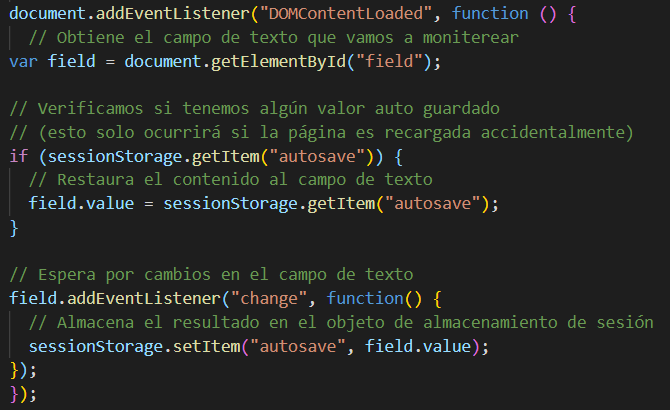 document.addEventListener("DOMContentLoaded", function () {
// Obtiene el campo de texto que vamos a moniterear
var field = document.getElementById("field");
// Verificamos si tenemos algún valor auto guardado
// (esto solo ocurrirá si la página es recargada accidentalmente)
if (sessionStorage.getItem("autosave")) {
// Restaura el contenido al campo de texto
field.value = sessionStorage.getItem("autosave");
}
// Espera por cambios en el campo de texto
field.addEventListener("change", function() {
// Almacena el resultado en el objeto de almacenamiento de sesión
sessionStorage.setItem("autosave", field.value);
});
});